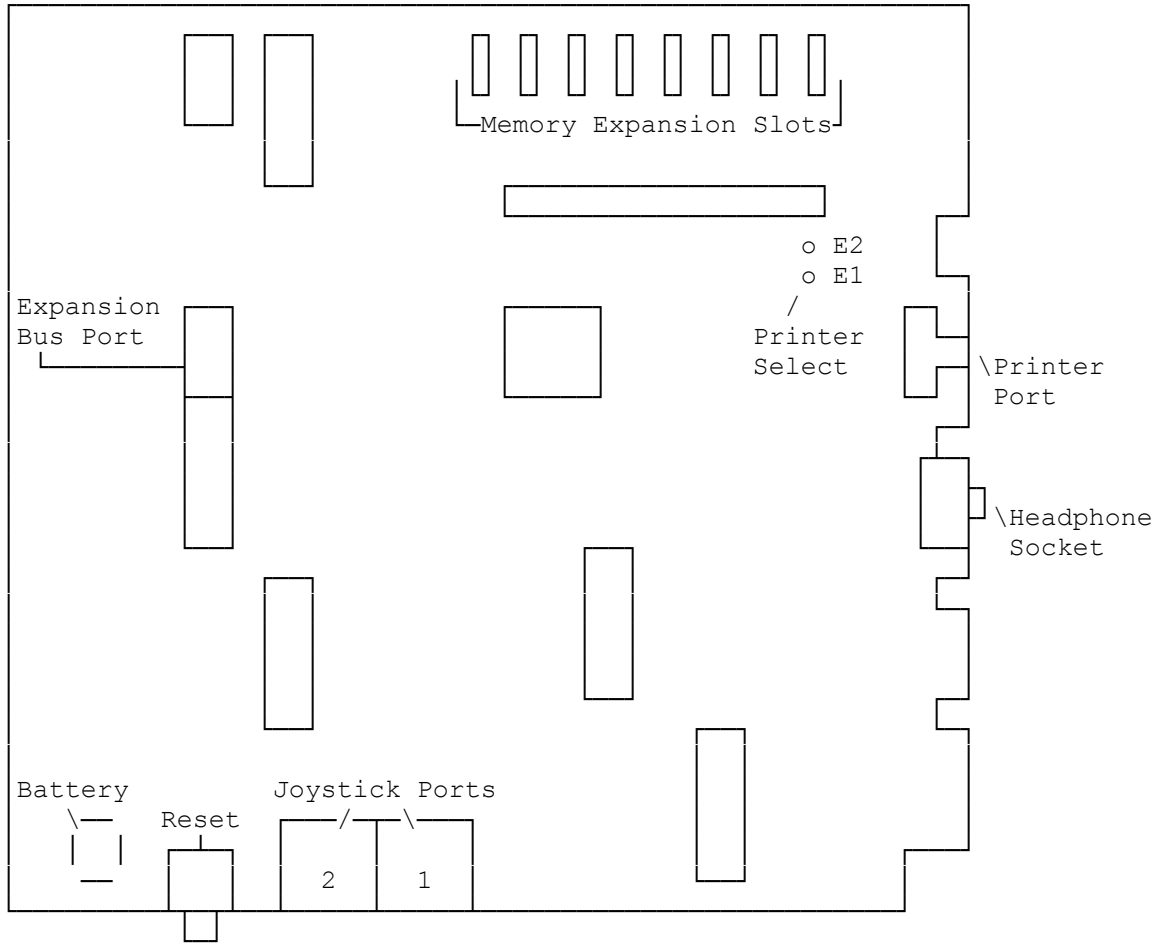 Memory Expansion Slots
E2
E1
Expansion
Bus Port
Printer
Select
Printer
Port
Headphone
Socket
Battery
Joystick Ports
Reset
2
1